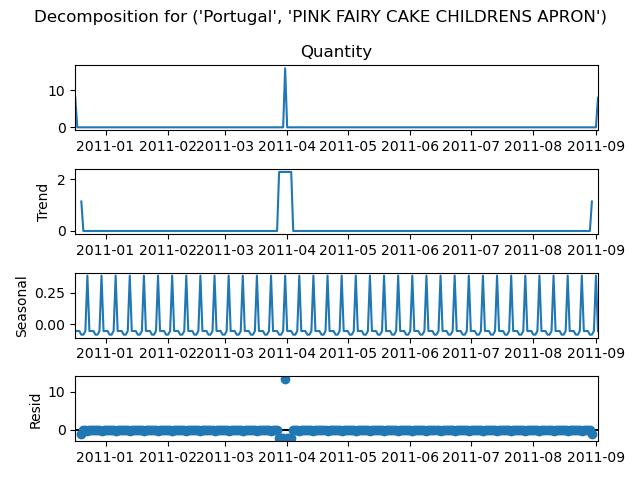 Decomposition for ('Portugal', 'PINK FAIRY CAKE CHILDRENS APRON')
Quantity
10
0
2011-01 2011-02 2011-03 2011-04 2011-05 2011-06 2011-07 2011-08 2011-09
Trend
2
0
2011-01 2011-02 2011-03 2011-04 2011-05 2011-06 2011-07 2011-08 2011-09
Seasonal
0.25
0.00
2011-01 2011-02 2011-03 2011-04 2011-05 2011-06 2011-07 2011-08 2011-09
Resid
10
0
2011-01 2011-02 2011-03 2011-04 2011-05 2011-06 2011-07 2011-08 2011-09